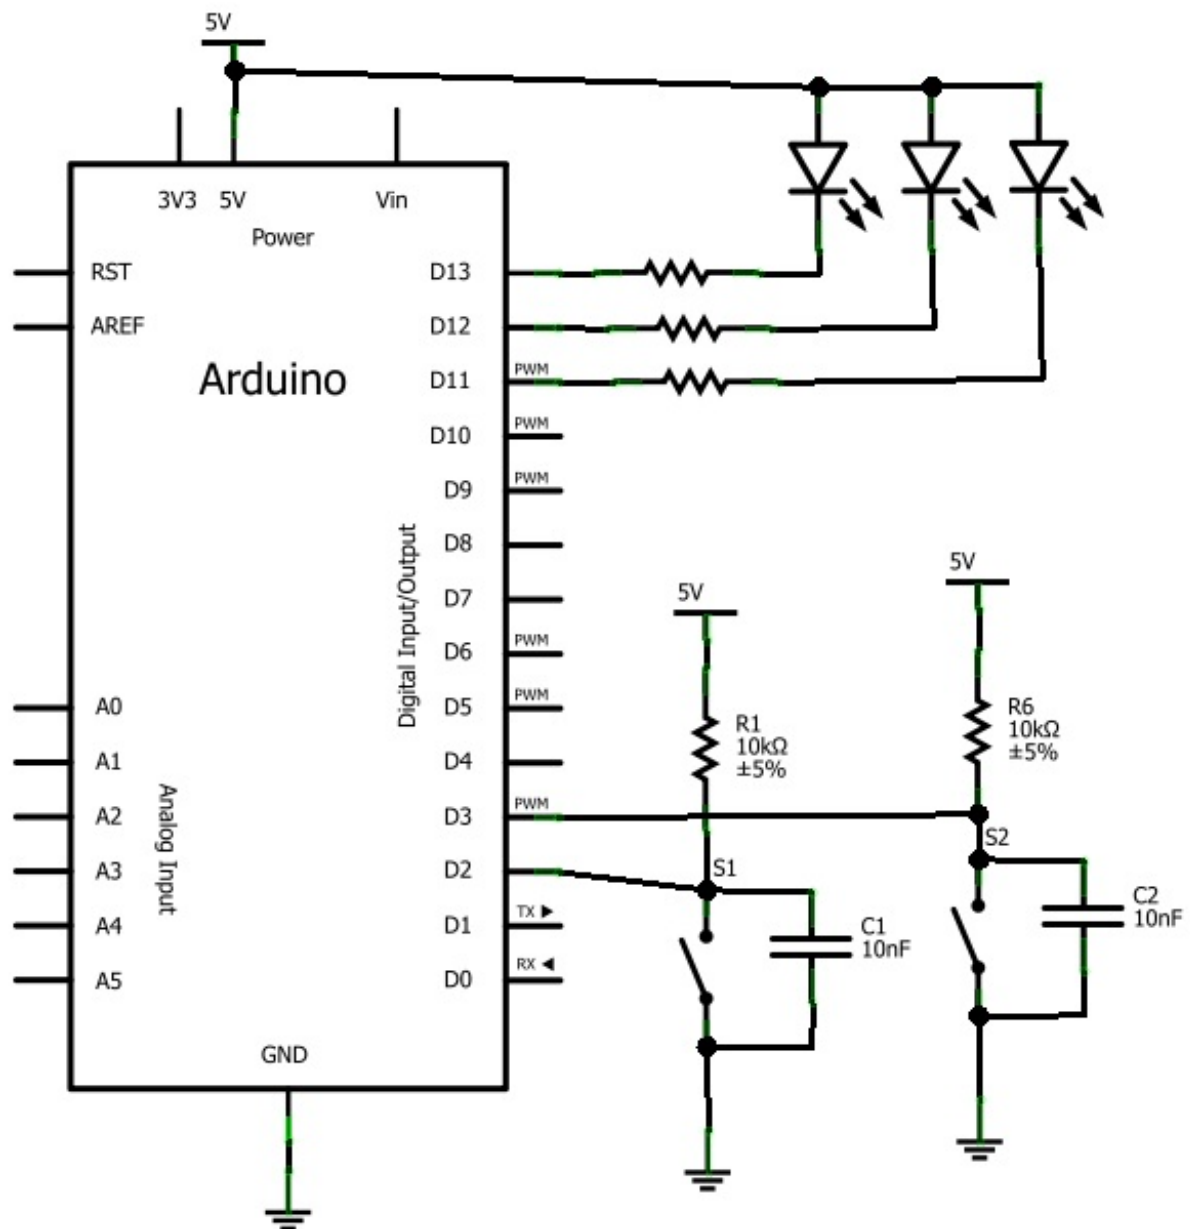 5V
3V3
5V
Vin
Power
RST
AREF
Arduino
D13
D12
D11
PWM
D10
PWM
D9
PWM
D8
D7
D6
PWM
D5
PWM
D4
D3
PWM
D2
D1
TX ►
D0
RX ◄
Digital Input/Output
A0
A1
A2
A3
A4
A5
Analog Input
GND
5V
R1
10kΩ
±5%
S1
C1
10nF
5V
R6
10kΩ
±5%
S2
C2
10nF